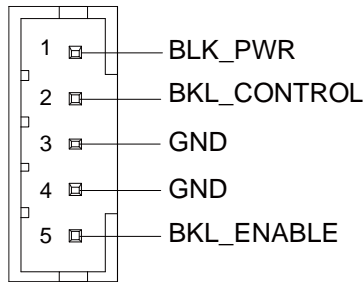 1 BLK_PWR
2 BKL_CONTROL
3 GND
4 GND
5 BKL_ENABLE